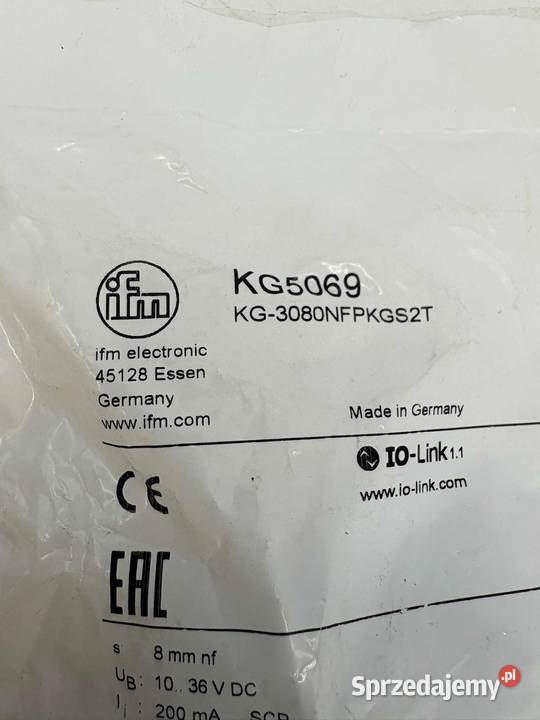 ifm
KG5069
KG-3080NFPKGS2T
ifm electronic
45128 Essen
Germany
www.ifm.com
Made in Germany
IO-Link 1.1
www.io-link.com
CE
EAC
s 8 mm nf
UB: 10.. 36 V DC
200 mA
Sprzedajemy.pl